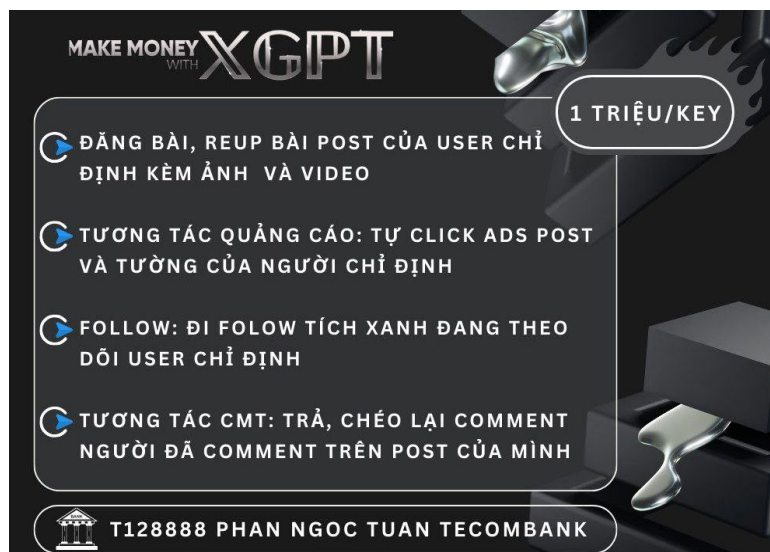 MAKE MONEY
WITH
XGPT
1 TRIỆU/KEY
ĐĂNG BÀI, REUP BÀI POST CỦA USER CHỈ
ĐỊNH KÈM ẢNH VÀ VIDEO
TƯƠNG TÁC QUẢNG CÁO: TỰ CLICK ADS POST
VÀ TƯỜNG CỦA NGƯỜI CHỈ ĐỊNH
FOLLOW: ĐI FOLOW TÍCH XANH ĐANG THEO
DÕI USER CHỈ ĐỊNH
TƯƠNG TÁC CMT: TRẢ, CHÉO LẠI COMMENT
NGƯỜI ĐÃ COMMENT TRÊN POST CỦA MÌNH
BANK
T128888 PHAN NGOC TUAN TECOMBANK